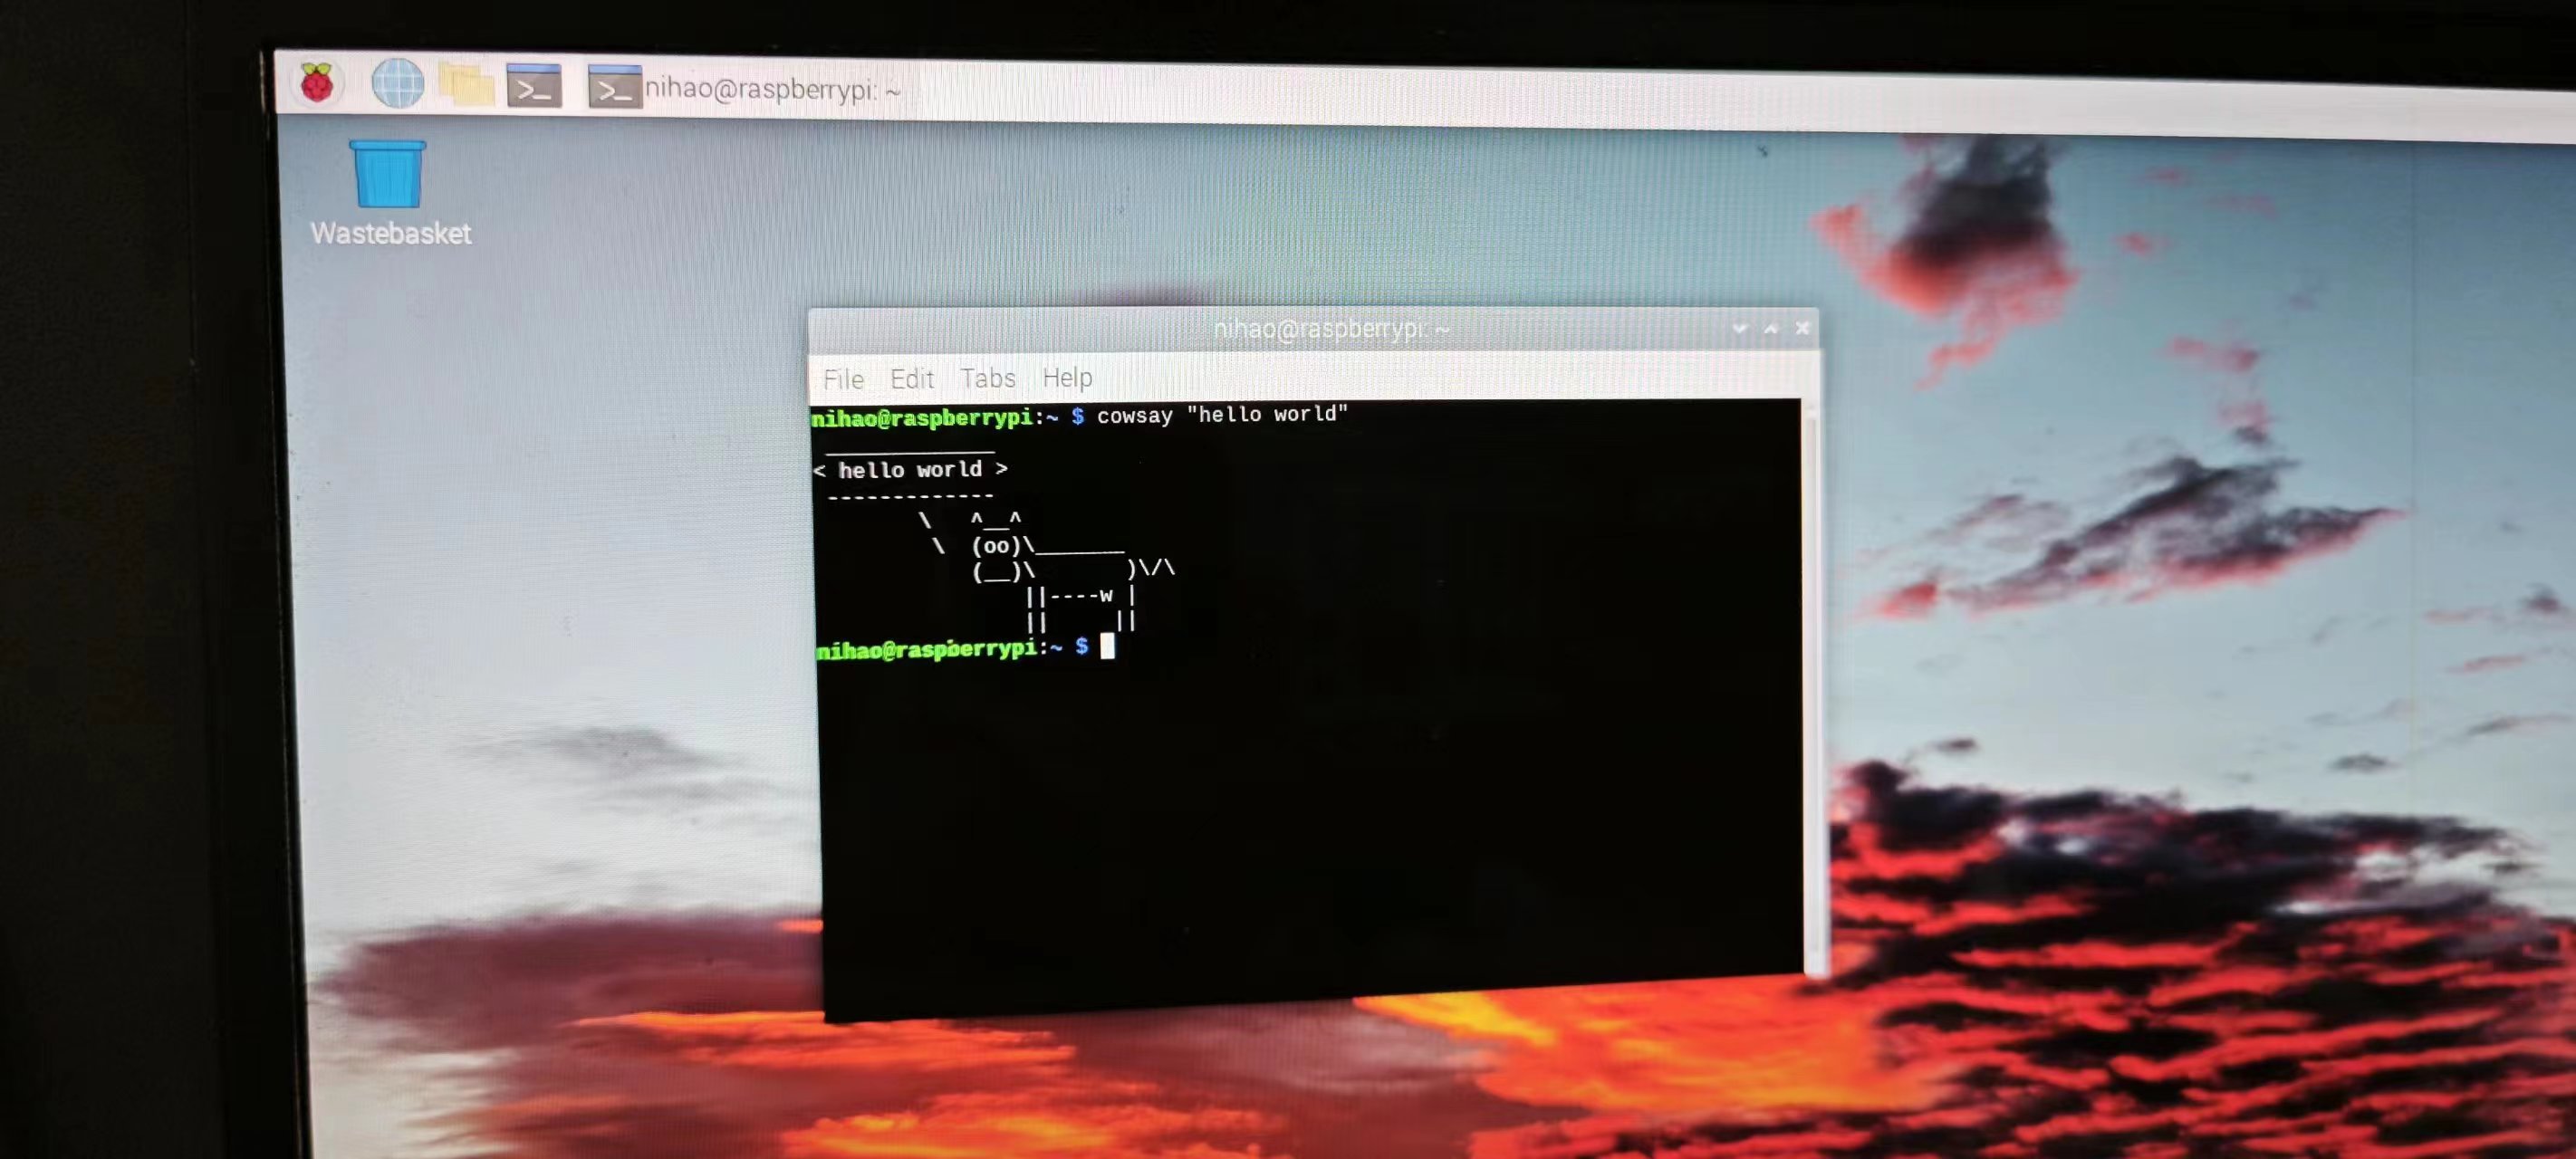 nihao@raspberrypi: ~
Wastebasket
nihao@raspberrypi: ~
File Edit Tabs Help
nihao@raspberrypi:~ $ cowsay "hello world"
 _____________
< hello world >
 -------------
        \   ^__^
         \  (oo)\_______
            (__)\       )\/\
                ||----w |
                ||     ||
nihao@raspberrypi:~ $